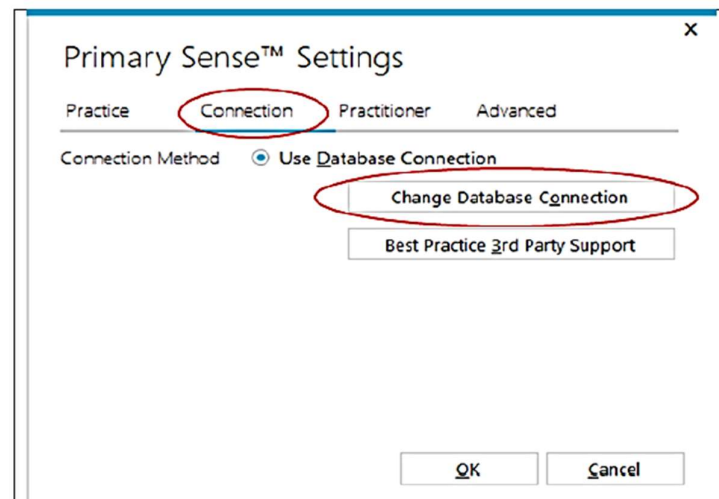 x
Primary Sense™ Settings
Practice Connection Practitioner Advanced
Connection Method Use Database Connection
Change Database Connection
Best Practice 3rd Party Support
OK Cancel